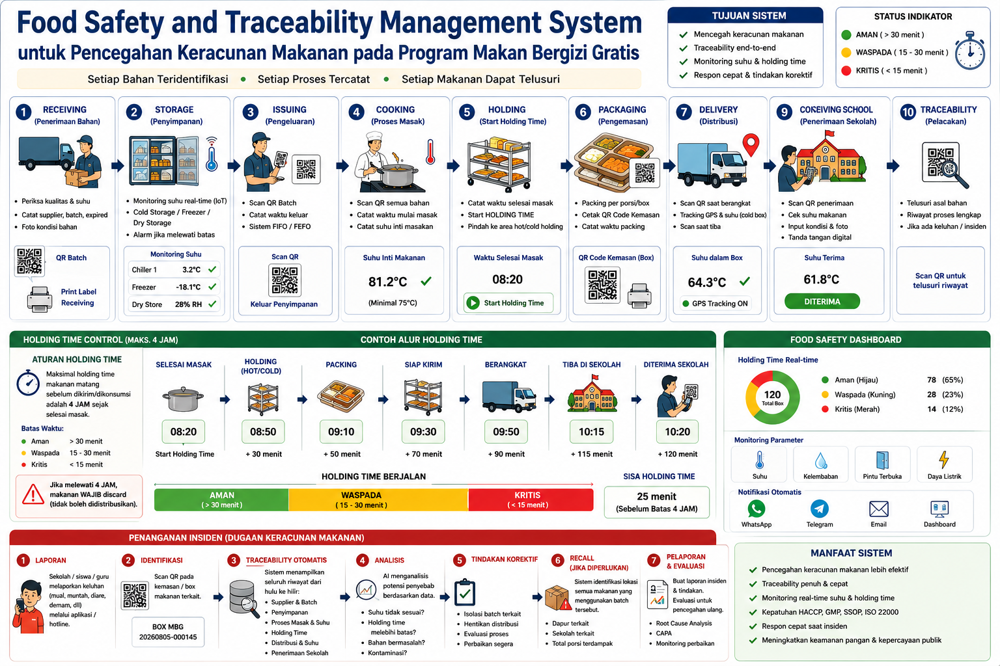 Food Safety and Traceability Management System
untuk Pencegahan Keracunan Makanan pada Program Makan Bergizi Gratis
Setiap Bahan Teridentifikasi • Setiap Proses Tercatat • Setiap Makanan Dapat Telusuri
TUJUAN SISTEM
Mencegah keracunan makanan
Traceability end-to-end
Monitoring suhu & holding time
Respon cepat & tindakan korektif
STATUS INDIKATOR
AMAN ( > 30 menit )
WASPADA ( 15 - 30 menit )
KRITIS ( < 15 menit )
1 RECEIVING
(Penerimaan Bahan)
• Periksa kualitas & suhu
• Catat supplier, batch, expired
• Foto kondisi bahan
QR Batch
Print Label
Receiving
2 STORAGE
(Penyimpanan)
• Monitoring suhu real-time (IoT)
• Cold Storage / Freezer /
Dry Storage
• Alarm jika melewati batas
Monitoring Suhu
Chiller 1 3.2°C
Freezer -18.1°C
Dry Store 28% RH
3 ISSUING
(Pengeluaran)
• Scan QR Batch
• Catat waktu keluar
• Sistem FIFO / FEFO
Scan QR
Keluar Penyimpanan
4 COOKING
(Proses Masak)
• Scan QR semua bahan
• Catat waktu mulai masak
• Catat suhu inti masakan
Suhu Inti Makanan
81.2°C
(Minimal 75°C)
5 HOLDING
(Start Holding Time)
• Catat waktu selesai masak
• Start HOLDING TIME
• Pindah ke area hot/cold holding
Waktu Selesai Masak
08:20
Start Holding Time
6 PACKAGING
(Pengemasan)
• Packing per porsi/box
• Cetak QR Code Kemasan
• Catat waktu packing
QR Code Kemasan (Box)
7 DELIVERY
(Distribusi)
• Scan QR saat berangkat
• Tracking GPS & suhu (cold box)
• Scan saat tiba
Suhu dalam Box
64.3°C
GPS Tracking ON
9 SCHOOL
(Penerimaan Sekolah)
• Scan QR penerimaan
• Cek suhu makanan
• Input kondisi & foto
• Tanda tangan digital
Suhu Terima
61.8°C
DITERIMA
10 TRACEABILITY
(Pelacakan)
• Telusuri asal bahan
• Riwayat proses lengkap
• Jika ada keluhan / insiden
Scan QR untuk
telusuri riwayat
HOLDING TIME CONTROL (MAKS. 4 JAM)
CONTOH ALUR HOLDING TIME
ATURAN HOLDING TIME
Maksimal holding time
makanan matang
sebelum dikirim/dikonsumsi
adalah 4 JAM sejak
selesai masak.
Batas Waktu:
Aman > 30 menit
Waspada 15 - 30 menit
Kritis < 15 menit
Jika melewati 4 JAM,
makanan WAJIB discard
(tidak boleh didistribusikan).
SELESAI MASAK
08:20
Start Holding Time
HOLDING
(HOT/COLD)
08:50
+ 30 menit
PACKING
09:10
+ 50 menit
SIAP KIRIM
09:30
+ 70 menit
BERANGKAT
09:50
+ 90 menit
TIBA DI SEKOLAH
10:15
+ 115 menit
DITERIMA SEKOLAH
10:20
+ 120 menit
HOLDING TIME BERJALAN
AMAN
( > 30 menit )
WASPADA
( 15 - 30 menit )
KRITIS
( < 15 menit )
SISA HOLDING TIME
25 menit
(Sebelum Batas 4 JAM)
FOOD SAFETY DASHBOARD
Holding Time Real-time
120
Total Box
Aman (Hijau) 78 (65%)
Waspada (Kuning) 28 (23%)
Kritis (Merah) 14 (12%)
Monitoring Parameter
Suhu
Kelembaban
Pintu Terbuka
Daya Listrik
Notifikasi Otomatis
WhatsApp
Telegram
Email
Dashboard
PENANGANAN INSIDEN (DUGAAN KERACUNAN MAKANAN)
1 LAPORAN
Sekolah / siswa / guru
melaporkan keluhan
(mual, muntah, diare,
demam, dll)
melalui aplikasi /
hotline.
2 IDENTIFIKASI
Scan QR pada
kemasan / box
makanan terkait.
BOX MBG
20260805-000145
3 TRACEABILITY OTOMATIS
Sistem menampilkan
seluruh riwayat dari
hulu ke hilir:
• Supplier & Batch
• Penyimpanan
• Proses Masak & Suhu
• Holding Time
• Distribusi & Suhu
• Penerimaan Sekolah
4 ANALISIS
AI menganalisis
potensi penyebab
berdasarkan data.
• Suhu tidak sesuai?
• Holding time
melebihi batas?
• Bahan bermasalah?
• Kontaminasi?
5 TINDAKAN KOREKTIF
• Isolasi batch terkait
• Hentikan distribusi
• Evaluasi proses
• Perbaikan segera
6 RECALL
(JIKA DIPERLUKAN)
Sistem identifikasi lokasi
semua makanan yang
menggunakan batch
tersebut.
• Dapur terkait
• Sekolah terkait
• Total porsi terdampak
7 PELAPORAN
& EVALUASI
Buat laporan insiden
& tindakan.
Evaluasi untuk
pencegahan ulang.
• Root Cause Analysis
• CAPA
• Monitoring perbaikan
MANFAAT SISTEM
Pencegahan keracunan makanan lebih efektif
Traceability penuh & cepat
Monitoring real-time suhu & holding time
Kepatuhan HACCP, GMP, SSOP, ISO 22000
Respon cepat saat insiden
Meningkatkan keamanan pangan & kepercayaan publik